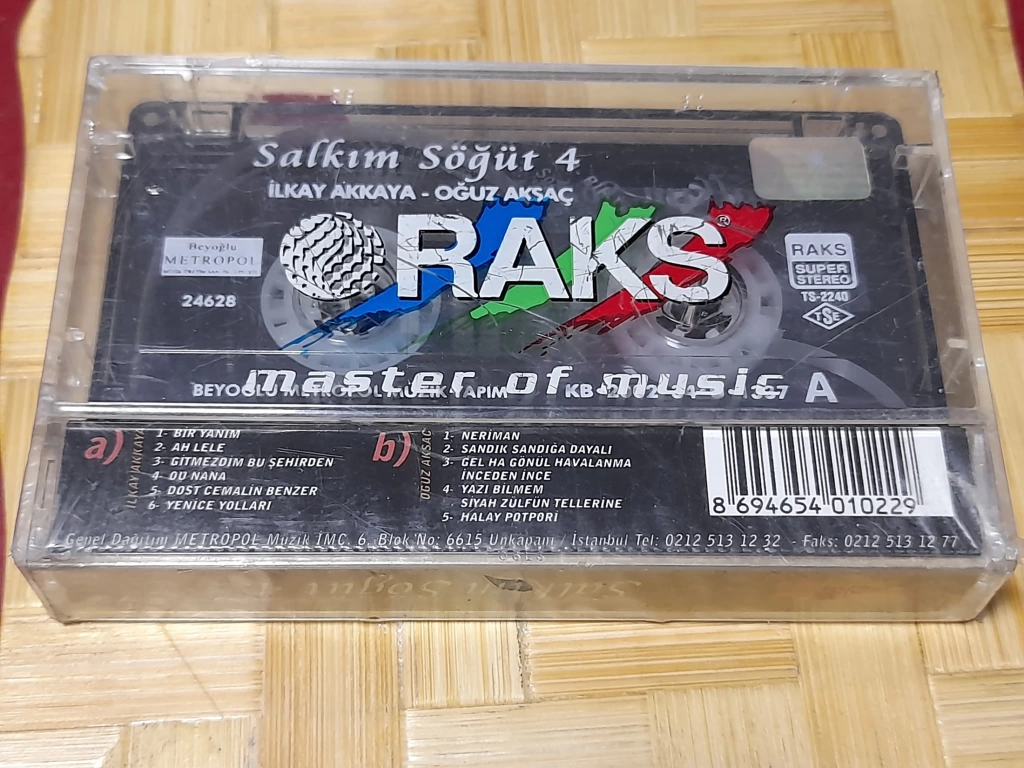 Salkım Söğüt 4
İLKAY AKKAYA - OĞUZ AKSAÇ
RAKS
®
Beyoğlu
METROPOL
24628
RAKS
SUPER
STEREO
TS-2240
TSE
master of music
BEYOĞLU METROPOL MÜZİK YAPIM
KB
A
a)
İLKAY AKKAYA
1- BİR YANIM
2- AH LELE
3- GİTMEZDİM BU ŞEHİRDEN
4- OU NANA
5- DOST CEMALİN BENZER
6- YENİCE YOLLARI
b)
OĞUZ AKSAÇ
1- NERİMAN
2- SANDIK SANDIĞA DAYALI
3- GEL HA GÖNÜL HAVALANMA
İNCEDEN İNCE
4- YAZI BİLMEM
SİYAH ZÜLFÜN TELLERİNE
5- HALAY POTPORİ
8 694654 010229
Genel Dağıtım METROPOL Müzik İMÇ. 6. Blok No: 6615 Unkapanı / İstanbul Tel: 0212 513 12 32 - Faks: 0212 513 12 77